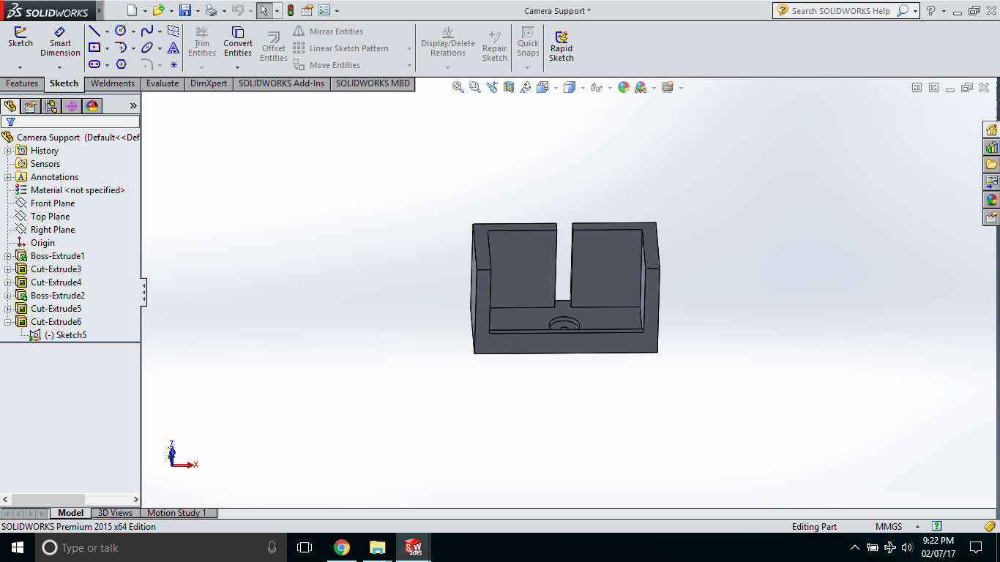 SOLIDWORKS
Camera Support *
Search SOLIDWORKS Help
Sketch
Smart Dimension
Trim Entities
Convert Entities
Offset Entities
Mirror Entities
Linear Sketch Pattern
Move Entities
Display/Delete Relations
Repair Sketch
Quick Snaps
Rapid Sketch
Features
Sketch
Weldments
Evaluate
DimXpert
SOLIDWORKS Add-Ins
SOLIDWORKS MBD
Camera Support (Default<<Def
History
Sensors
Annotations
Material <not specified>
Front Plane
Top Plane
Right Plane
Origin
Boss-Extrude1
Cut-Extrude3
Cut-Extrude4
Boss-Extrude2
Cut-Extrude5
Cut-Extrude6
(-) Sketch5
Z
X
Model
3D Views
Motion Study 1
SOLIDWORKS Premium 2015 x64 Edition
Editing Part
MMGS
Type or talk
SW
2015
9:22 PM
02/07/17